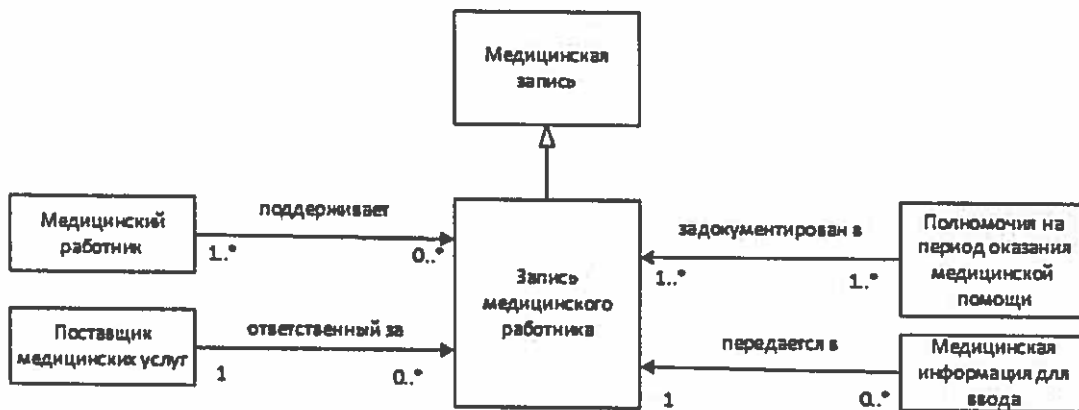 Медицинская
запись
Медицинский
работник
поддерживает
1..*
0..*
Поставщик
медицинских услуг
ответственный за
1
0..*
Запись
медицинского
работника
задокументирован в
1..*
1..*
Полномочия на
период оказания
медицинской
помощи
передается в
1
0..*
Медицинская
информация для
ввода